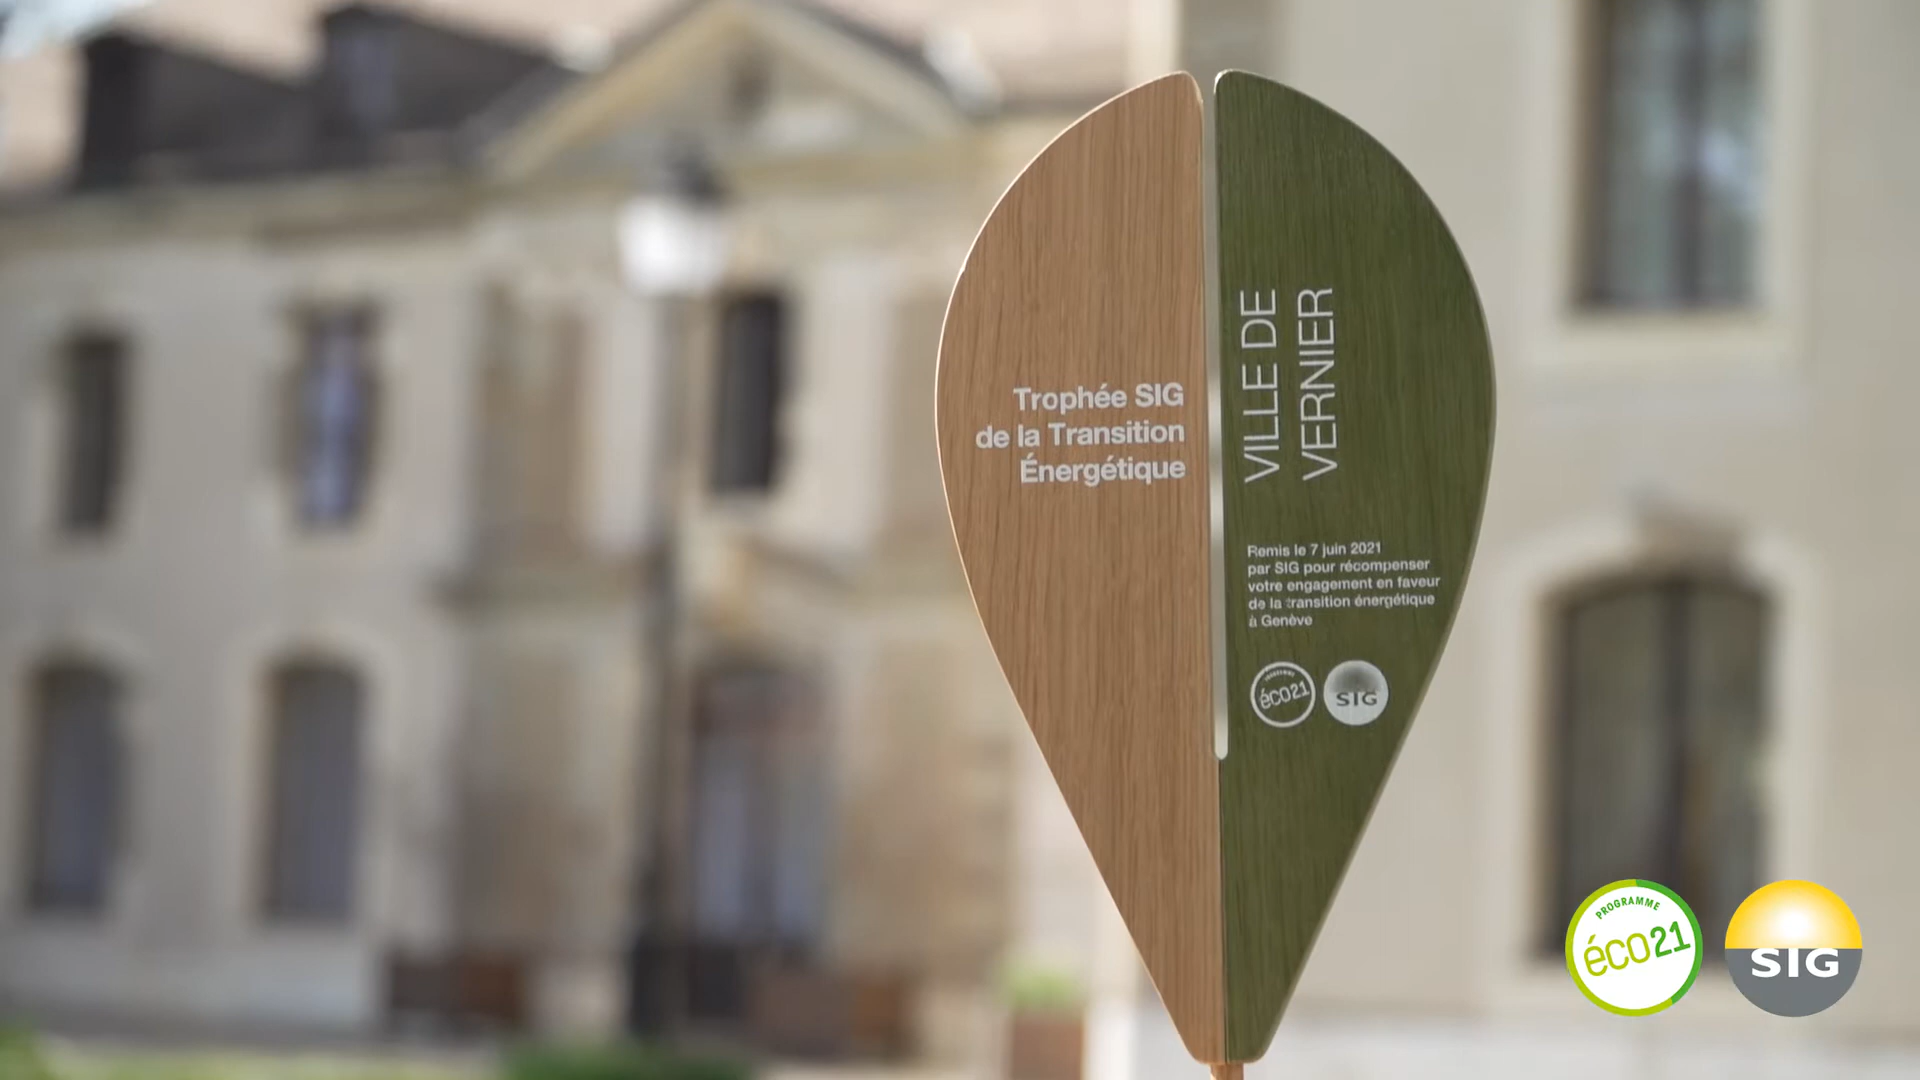 Trophée SIG
de la Transition
Énergétique
VILLE DE
VERNIER
Remis le 7 juin 2021
par SIG pour récompenser
votre engagement en faveur
de la transition énergétique
à Genève
PROGRAMME
éco21
SIG
PROGRAMME
éco21
SIG